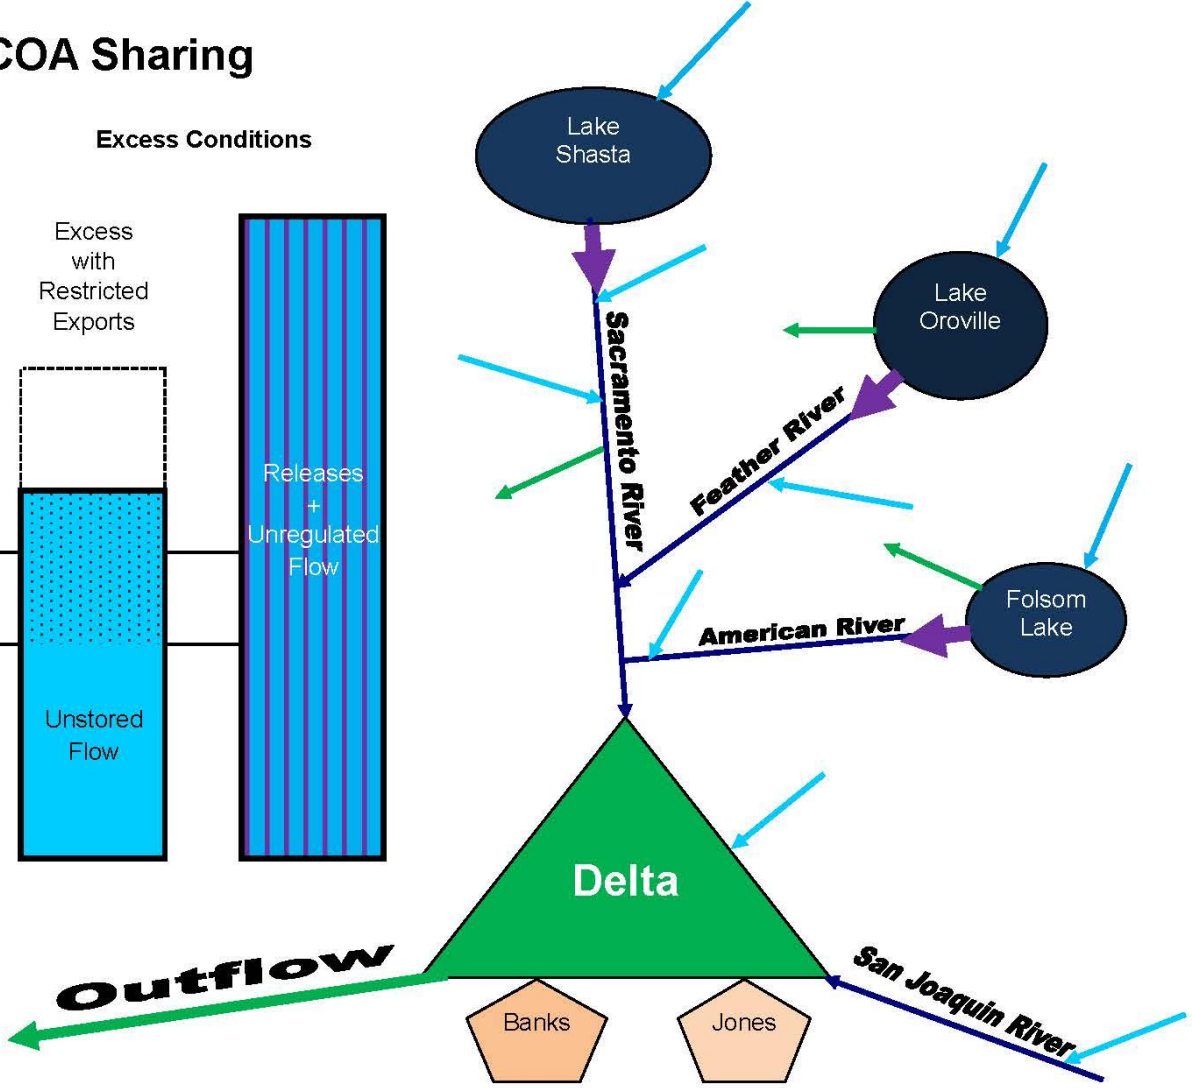 COA Sharing
Excess Conditions
Excess
with
Restricted
Exports
Releases
+
Unregulated
Flow
Unstored
Flow
Lake
Shasta
Lake
Oroville
Sacramento River
Feather River
Folsom
Lake
American River
Delta
Outflow
San Joaquin River
Banks
Jones